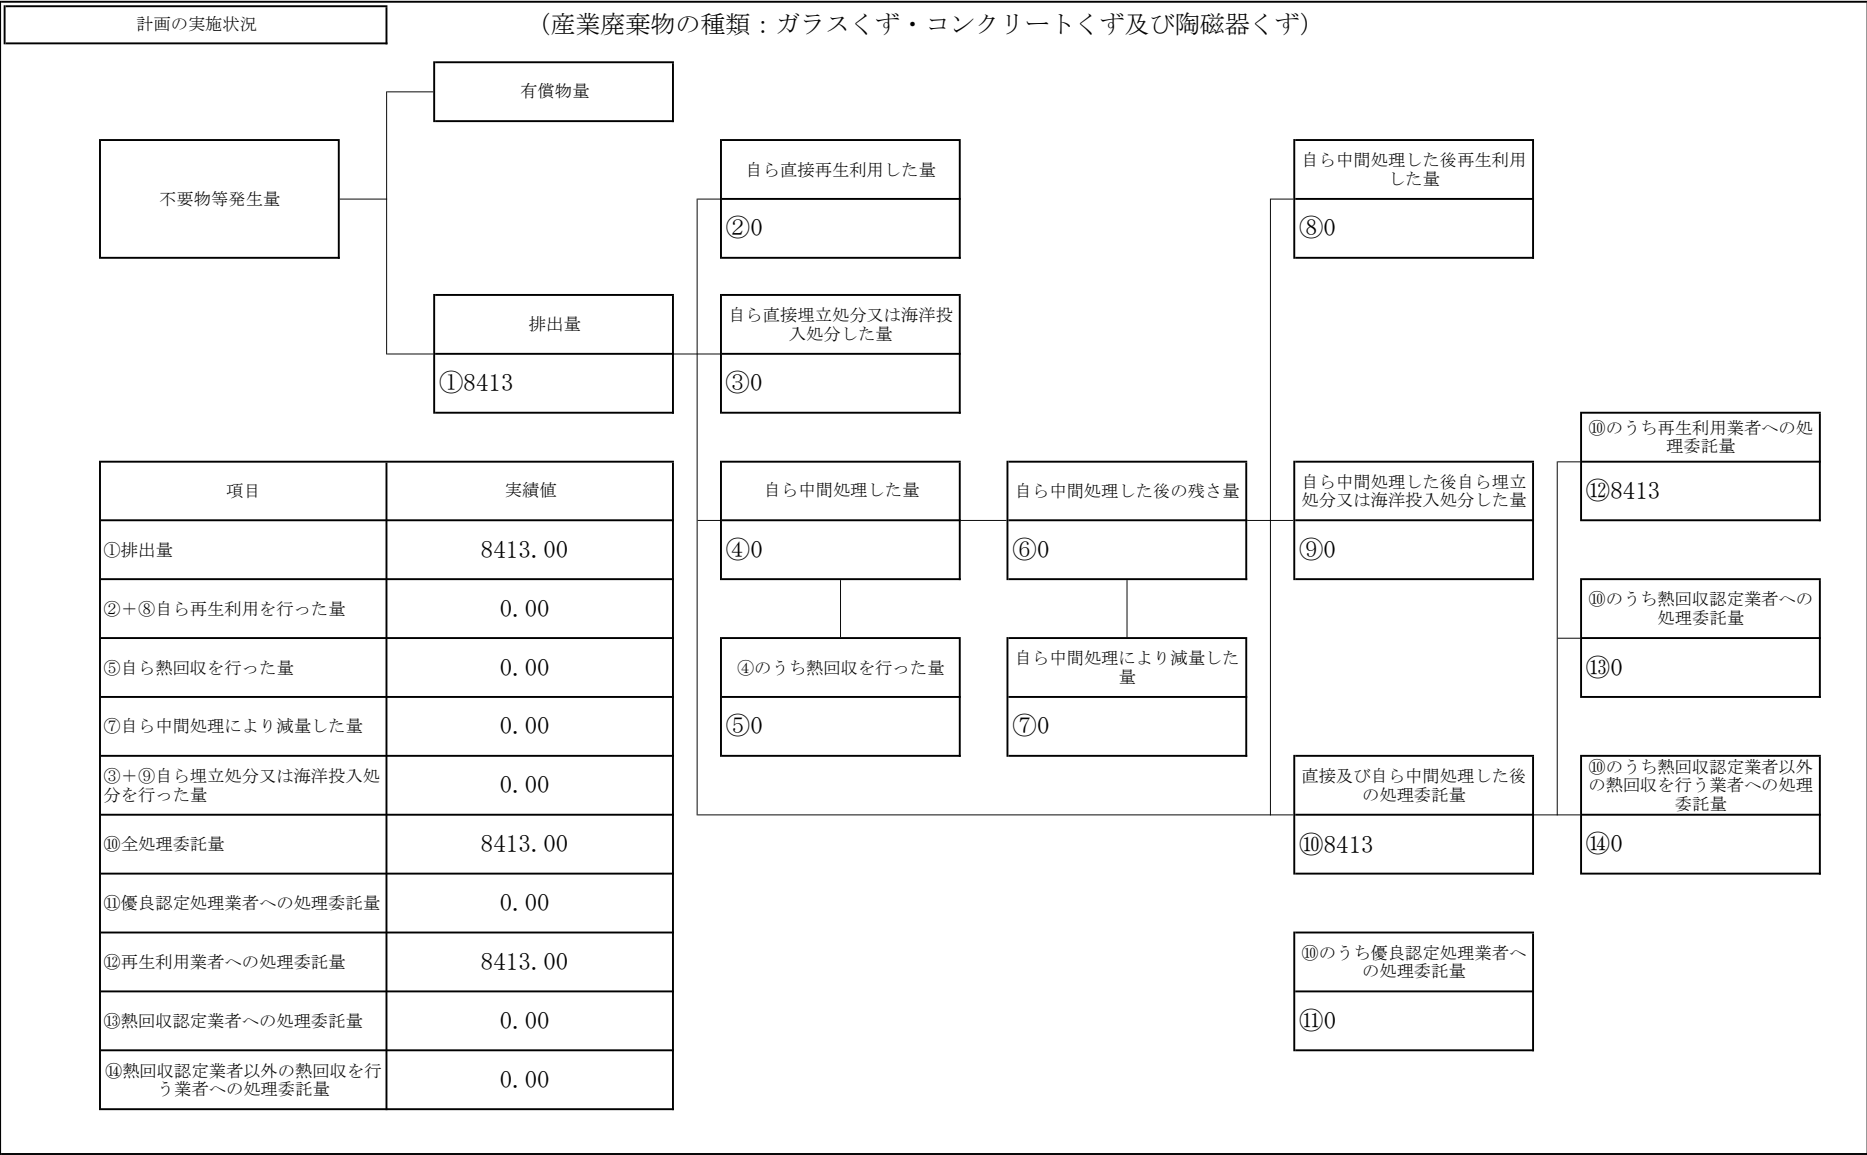 計画の実施状況
（産業廃棄物の種類：ガラスくず・コンクリートくず及び陶磁器くず）
有償物量
不要物等発生量
自ら直接再生利用した量
②0
自ら中間処理した後再生利用
した量
⑧0
排出量
①8413
自ら直接埋立処分又は海洋投
入処分した量
③0
⑩のうち再生利用業者への処
理委託量
⑫8413
自ら中間処理した量
④0
自ら中間処理した後の残さ量
⑥0
自ら中間処理した後自ら埋立
処分又は海洋投入処分した量
⑨0
⑩のうち熱回収認定業者への
処理委託量
⑬0
④のうち熱回収を行った量
⑤0
自ら中間処理により減量した
量
⑦0
直接及び自ら中間処理した後
の処理委託量
⑩8413
⑩のうち熱回収認定業者以外
の熱回収を行う業者への処理
委託量
⑭0
⑩のうち優良認定処理業者へ
の処理委託量
⑪0
項目 実績値
①排出量 8413.00
②＋⑧自ら再生利用を行った量 0.00
⑤自ら熱回収を行った量 0.00
⑦自ら中間処理により減量した量 0.00
③＋⑨自ら埋立処分又は海洋投入処
分を行った量 0.00
⑩全処理委託量 8413.00
⑪優良認定処理業者への処理委託量 0.00
⑫再生利用業者への処理委託量 8413.00
⑬熱回収認定業者への処理委託量 0.00
⑭熱回収認定業者以外の熱回収を行
う業者への処理委託量 0.00